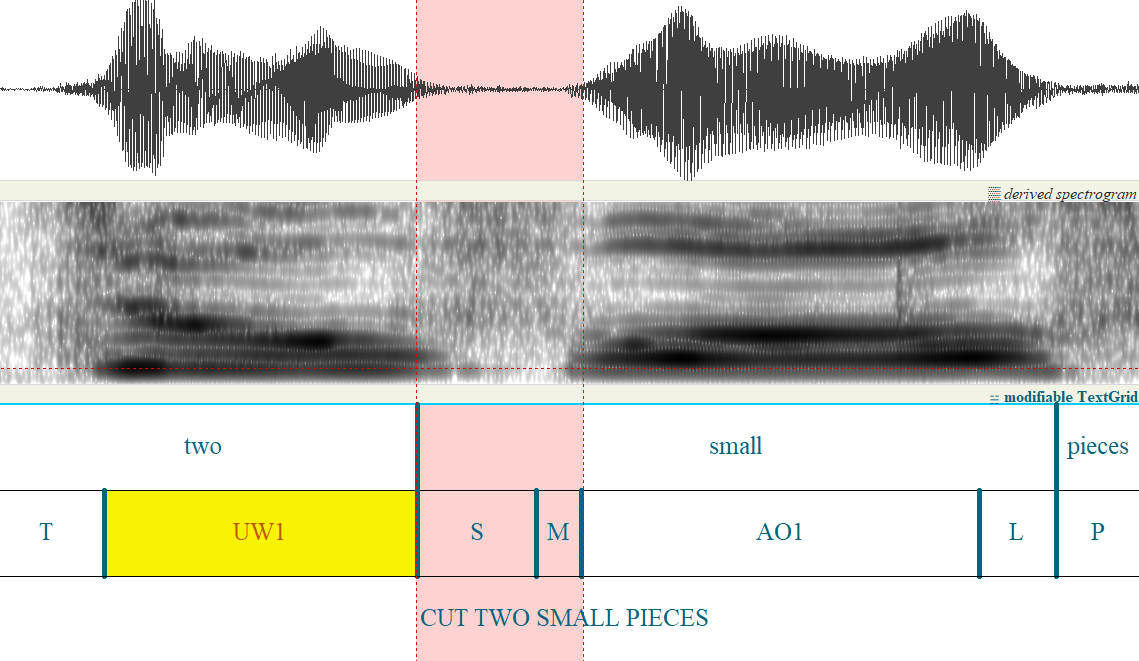 derived spectrogram
modifiable TextGrid
two small pieces
T UW1 S M AO1 L P
CUT TWO SMALL PIECES